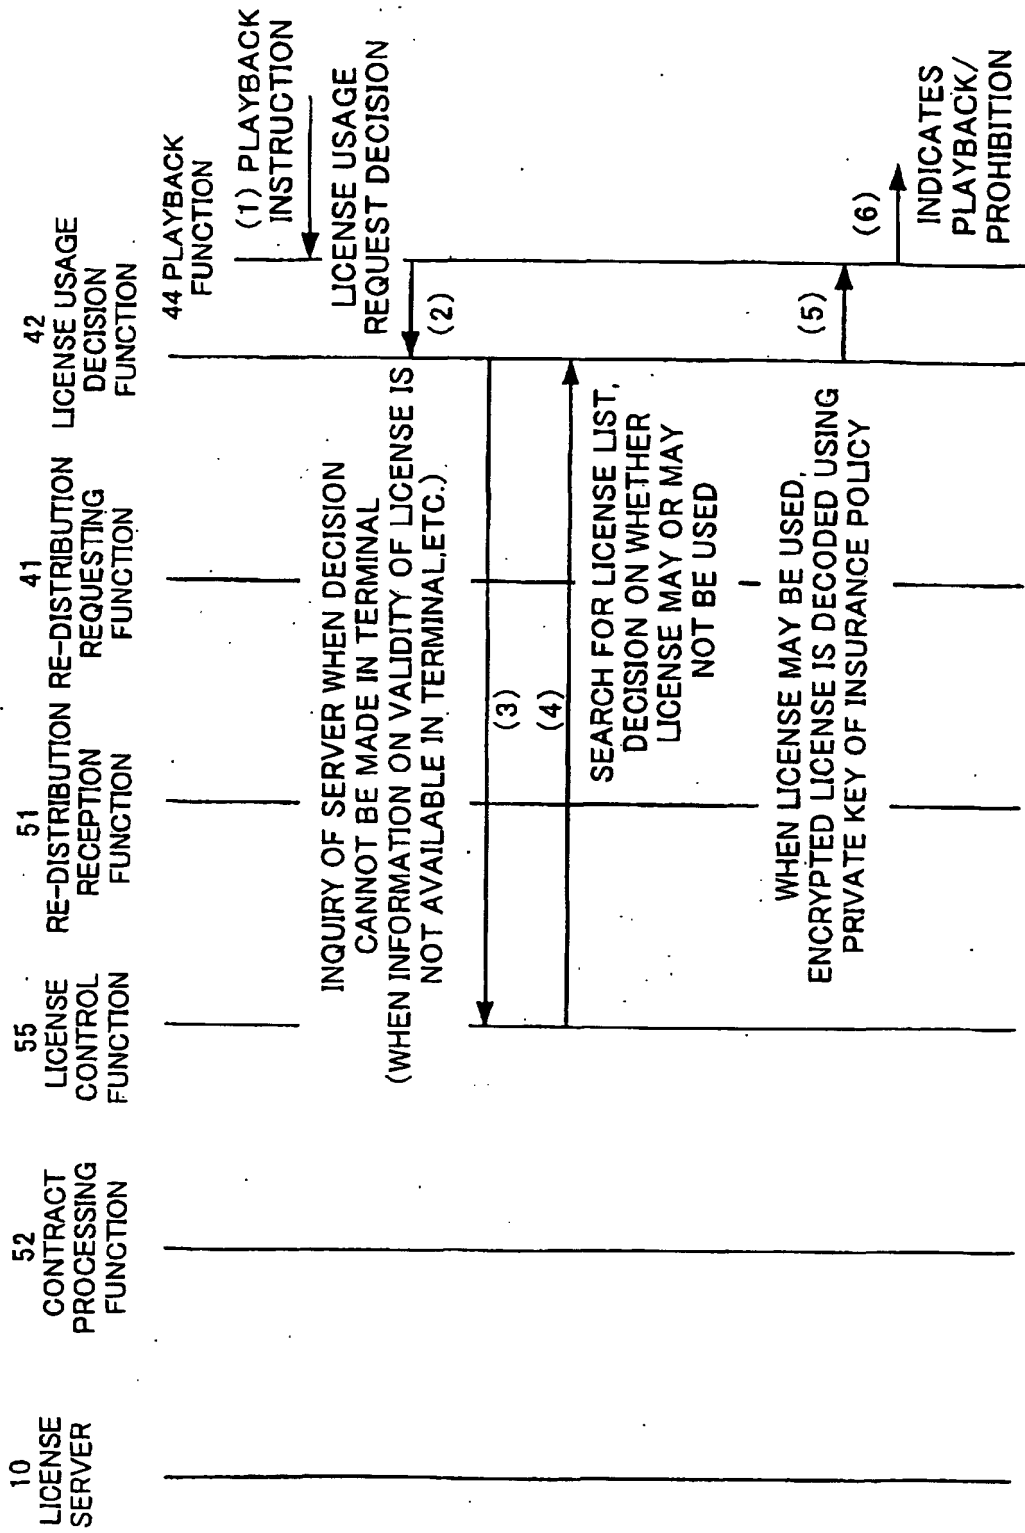 10
LICENSE
SERVER
52
CONTRACT
PROCESSING
FUNCTION
55
LICENSE
CONTROL
FUNCTION
51
RE-DISTRIBUTION
RECEPTION
FUNCTION
41
RE-DISTRIBUTION
REQUESTING
FUNCTION
42
LICENSE USAGE
DECISION
FUNCTION
44 PLAYBACK
FUNCTION
(1) PLAYBACK
INSTRUCTION
LICENSE USAGE
REQUEST DECISION
(2)
INQUIRY OF SERVER WHEN DECISION
CANNOT BE MADE IN TERMINAL
(WHEN INFORMATION ON VALIDITY OF LICENSE IS
NOT AVAILABLE IN TERMINAL,ETC.)
(3)
(4)
SEARCH FOR LICENSE LIST,
DECISION ON WHETHER
LICENSE MAY OR MAY
NOT BE USED
WHEN LICENSE MAY BE USED,
ENCRYPTED LICENSE IS DECODED USING
PRIVATE KEY OF INSURANCE POLICY
(5)
(6)
INDICATES
PLAYBACK/
PROHIBITION